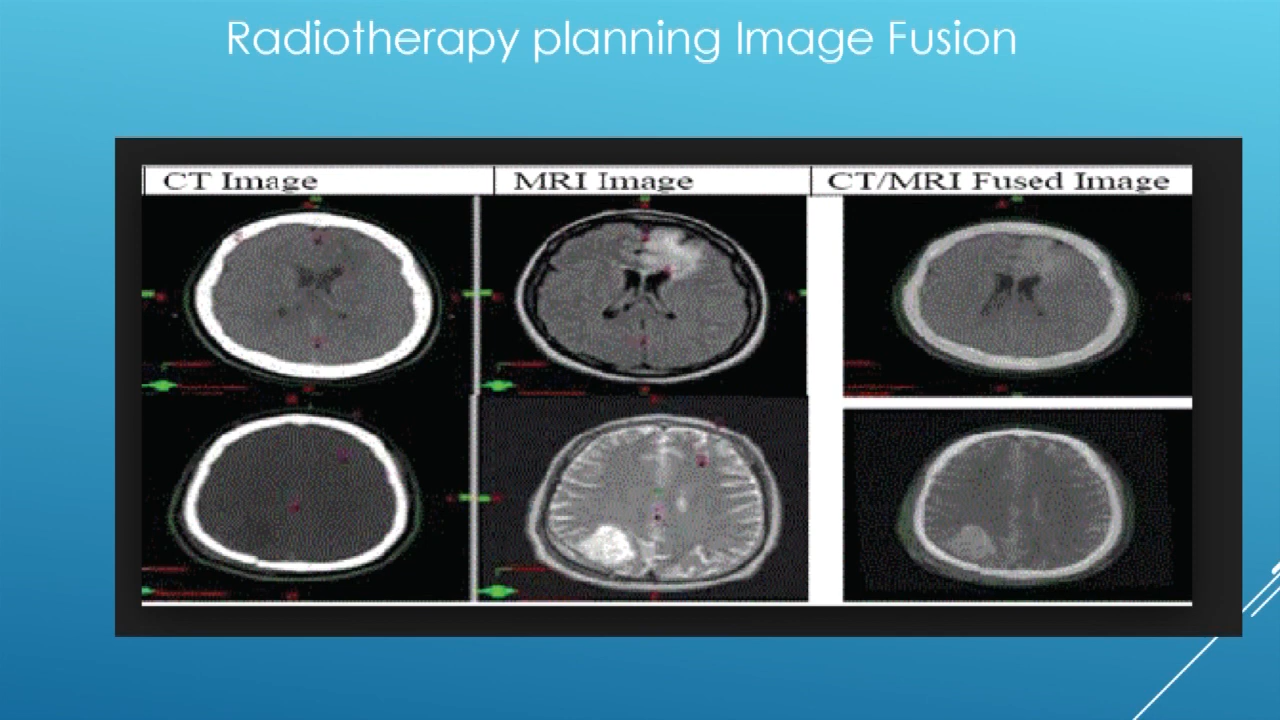 Radiotherapy planning Image Fusion
CT Image
MRI Image
CT/MRI Fused Image